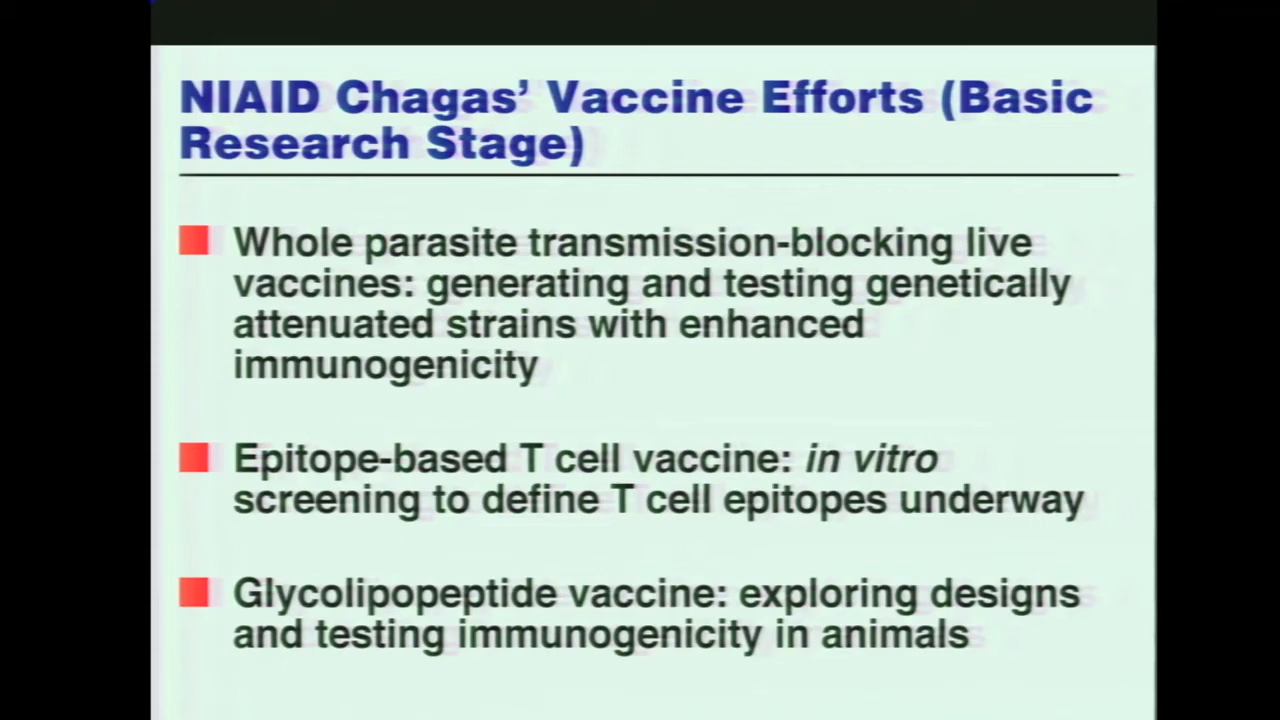 NIAID Chagas’ Vaccine Efforts (Basic
Research Stage)
Whole parasite transmission-blocking live
vaccines: generating and testing genetically
attenuated strains with enhanced
immunogenicity
Epitope-based T cell vaccine: in vitro
screening to define T cell epitopes underway
Glycolipopeptide vaccine: exploring designs
and testing immunogenicity in animals